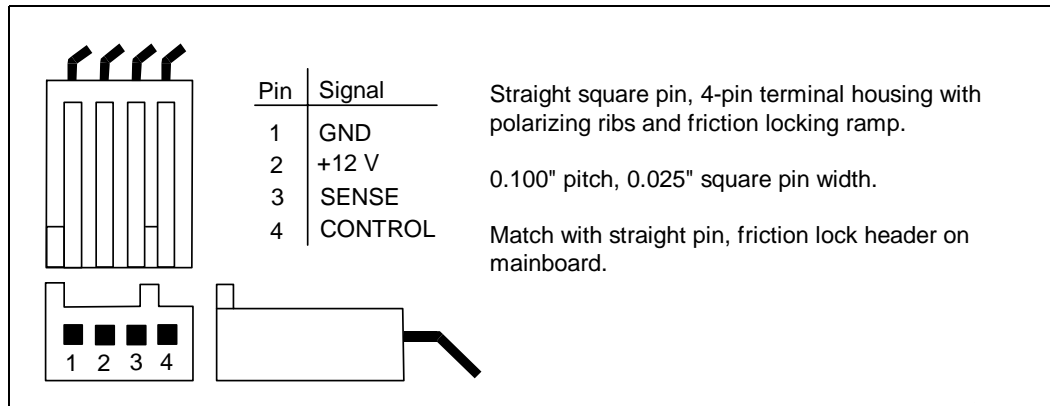 Pin Signal
1 GND
2 +12 V
3 SENSE
4 CONTROL
Straight square pin, 4-pin terminal housing with
polarizing ribs and friction locking ramp.
0.100" pitch, 0.025" square pin width.
Match with straight pin, friction lock header on
mainboard.
1 2 3 4